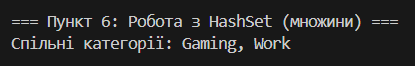 === Пункт 6: Робота з HashSet (множини) ===
Спільні категорії: Gaming, Work